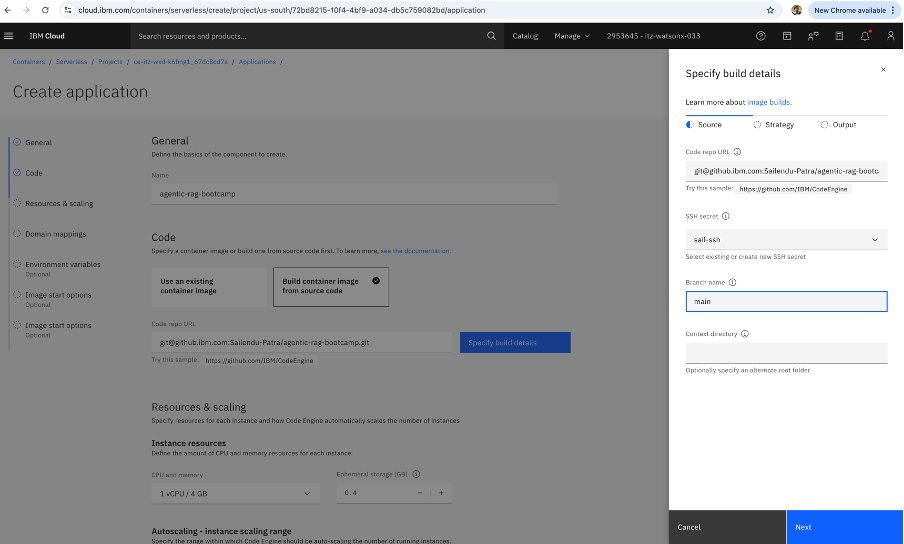 cloud.ibm.com/containers/serverless/create/project/us-south/72bd8215-10f4-4bf9-a034-db5c759082bd/application
New Chrome available
IBM Cloud
Search resources and products...
Catalog
Manage
2953645 - itz-watsonx-033
Containers / Serverless / Projects / ce-itz-wxd-k6bng1_67dc8cd7a / Applications /
Create application
General
Code
Resources & scaling
Domain mappings
Environment variables
Optional
Image start options
Optional
Image start options
Optional
General
Define the basics of the component to create.
Name
agentic-rag-bootcamp
Code
Specify a container image or build one from source code first. To learn more, see the documentation.
Use an existing
container image
Build container image
from source code
Code repo URL
git@github.ibm.com:Sailendu-Patra/agentic-rag-bootcamp.git
Specify build details
Try this sample: https://github.com/IBM/CodeEngine
Resources & scaling
Specify resources for each instance and how Code Engine automatically scales the number of instances
Instance resources
Define the amount of CPU and memory resources for each instance.
CPU and memory
1 vCPU / 4 GB
Ephemeral storage (GB)
0.4
Autoscaling - instance scaling range
Specify the range within which Code Engine should be auto-scaling the number of running instances.
Specify build details
Learn more about image builds.
Source
Strategy
Output
Code repo URL
git@github.ibm.com:Sailendu-Patra/agentic-rag-bootc
Try this sample: https://github.com/IBM/CodeEngine
SSH secret
sail-ssh
Select existing or create new SSH secret
Branch name
main
Context directory
Optionally specify an alternate root folder
Cancel
Next